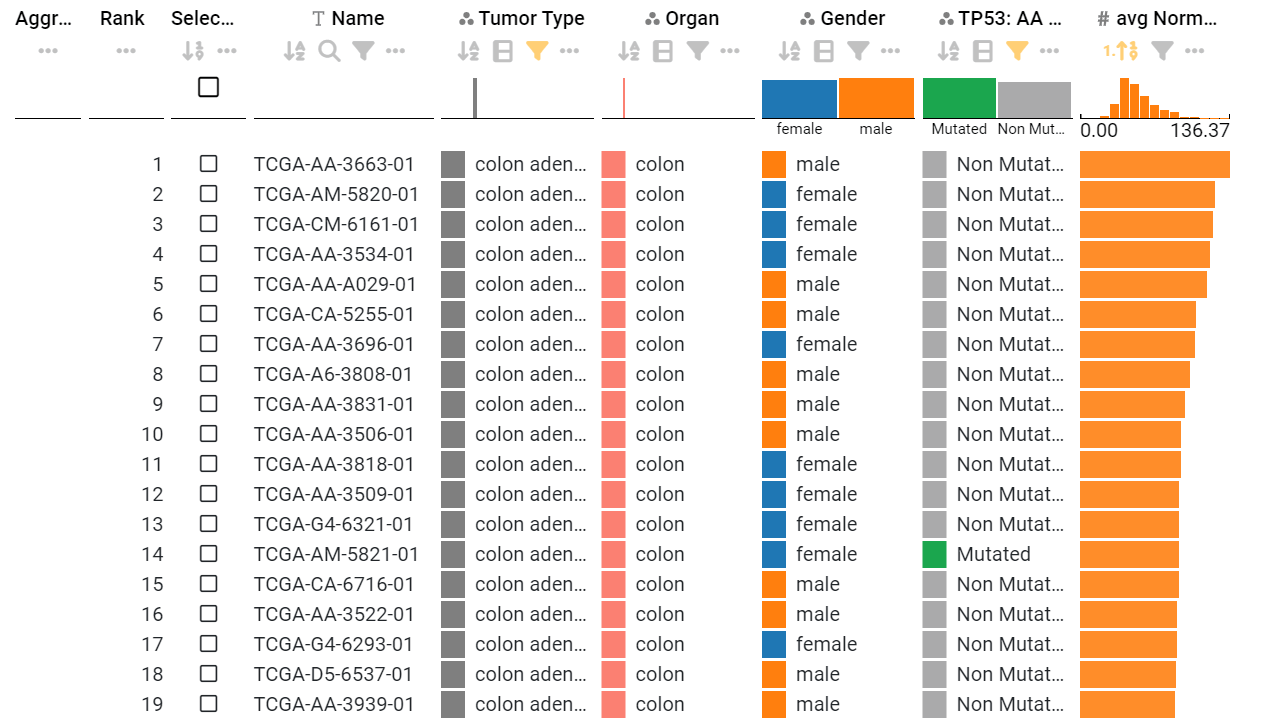 Aggr... Rank Selec... Name Tumor Type Organ Gender TP53: AA ... # avg Norm...
female male Mutated Non Mut... 0.00 136.37
1 TCGA-AA-3663-01 colon aden... colon male Non Mutat...
2 TCGA-AM-5820-01 colon aden... colon female Non Mutat...
3 TCGA-CM-6161-01 colon aden... colon female Non Mutat...
4 TCGA-AA-3534-01 colon aden... colon female Non Mutat...
5 TCGA-AA-A029-01 colon aden... colon male Non Mutat...
6 TCGA-CA-5255-01 colon aden... colon male Non Mutat...
7 TCGA-AA-3696-01 colon aden... colon female Non Mutat...
8 TCGA-A6-3808-01 colon aden... colon male Non Mutat...
9 TCGA-AA-3831-01 colon aden... colon male Non Mutat...
10 TCGA-AA-3506-01 colon aden... colon male Non Mutat...
11 TCGA-AA-3818-01 colon aden... colon female Non Mutat...
12 TCGA-AA-3509-01 colon aden... colon female Non Mutat...
13 TCGA-G4-6321-01 colon aden... colon female Non Mutat...
14 TCGA-AM-5821-01 colon aden... colon female Mutated
15 TCGA-CA-6716-01 colon aden... colon male Non Mutat...
16 TCGA-AA-3522-01 colon aden... colon male Non Mutat...
17 TCGA-G4-6293-01 colon aden... colon female Non Mutat...
18 TCGA-D5-6537-01 colon aden... colon male Non Mutat...
19 TCGA-AA-3939-01 colon aden... colon male Non Mutat...